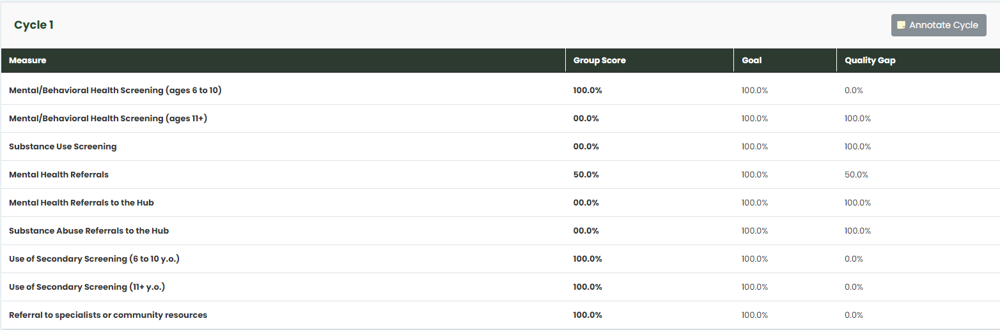 Cycle 1
Annotate Cycle
Measure Group Score Goal Quality Gap
Mental/Behavioral Health Screening (ages 6 to 10) 100.0% 100.0% 0.0%
Mental/Behavioral Health Screening (ages 11+) 00.0% 100.0% 100.0%
Substance Use Screening 00.0% 100.0% 100.0%
Mental Health Referrals 50.0% 100.0% 50.0%
Mental Health Referrals to the Hub 00.0% 100.0% 100.0%
Substance Abuse Referrals to the Hub 00.0% 100.0% 100.0%
Use of Secondary Screening (6 to 10 y.o.) 100.0% 100.0% 0.0%
Use of Secondary Screening (11+ y.o.) 100.0% 100.0% 0.0%
Referral to specialists or community resources 100.0% 100.0% 0.0%